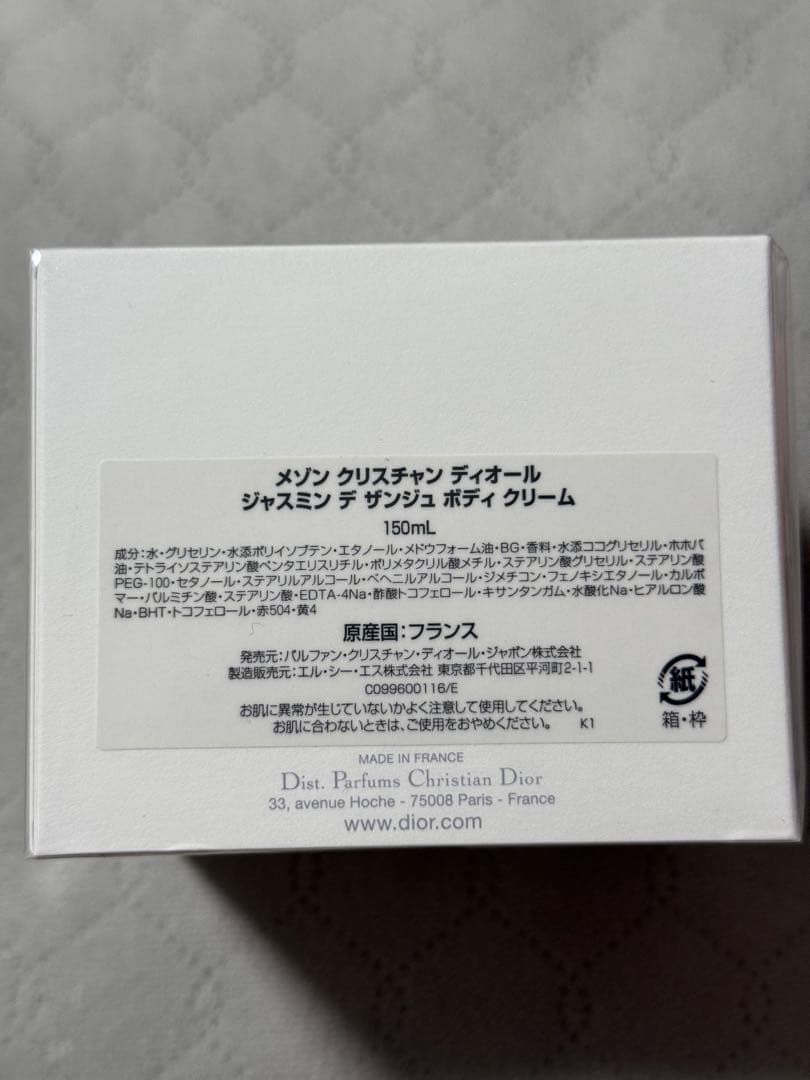 メゾン クリスチャン ディオール
ジャスミン デ ザンジュ ボディ クリーム
150mL
成分:水・グリセリン・水添ポリイソブテン・エタノール・メドウフォーム油・BG・香料・水添ココグリセリル・ホホバ
油・テトライソステアリン酸ペンタエリスリチル・ポリメタクリル酸メチル・ステアリン酸グリセリル・ステアリン酸
PEG-100・セタノール・ステアリルアルコール・ベヘニルアルコール・ジメチコン・フェノキシエタノール・カルボ
マー・パルミチン酸・ステアリン酸・EDTA-4Na・酢酸トコフェロール・キサンタンガム・水酸化Na・ヒアルロン酸
Na・BHT・トコフェロール・赤504・黄4
原産国:フランス
発売元:パルファン・クリスチャン・ディオール・ジャポン株式会社
製造販売元:エル・シー・エス株式会社 東京都千代田区平河町2-1-1
C099600116/E
お肌に異常が生じていないかよく注意して使用してください。
お肌に合わないときは、ご使用をおやめください。 K1
紙
箱・枠
MADE IN FRANCE
Dist. Parfums Christian Dior
33, avenue Hoche - 75008 Paris - France
www.dior.com